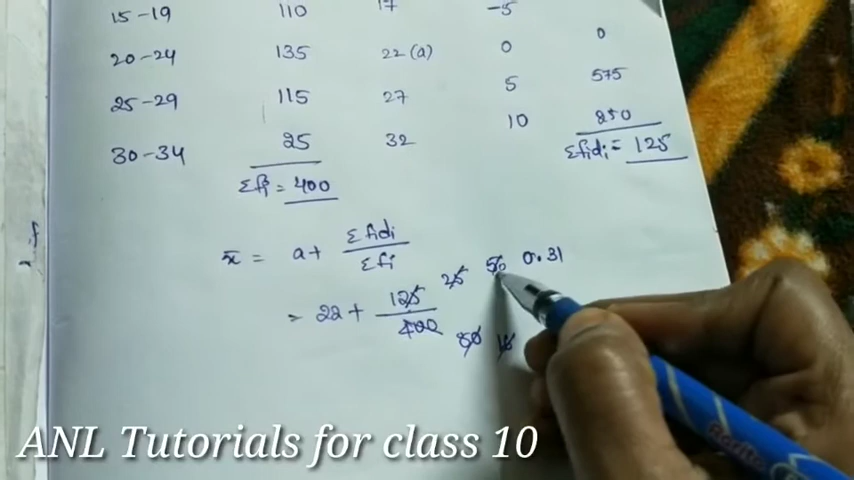 15-19 110 17 -5
20-24 135 22(a) 0 0
25-29 115 27 5 575
30-34 25 32 10 250
Σfi = 400 Σfidi = 125
x̄ = a+ Σfidi/Σfi
= 22+ 125/400 25/80 5/16 0.31
ANL Tutorials for class 10